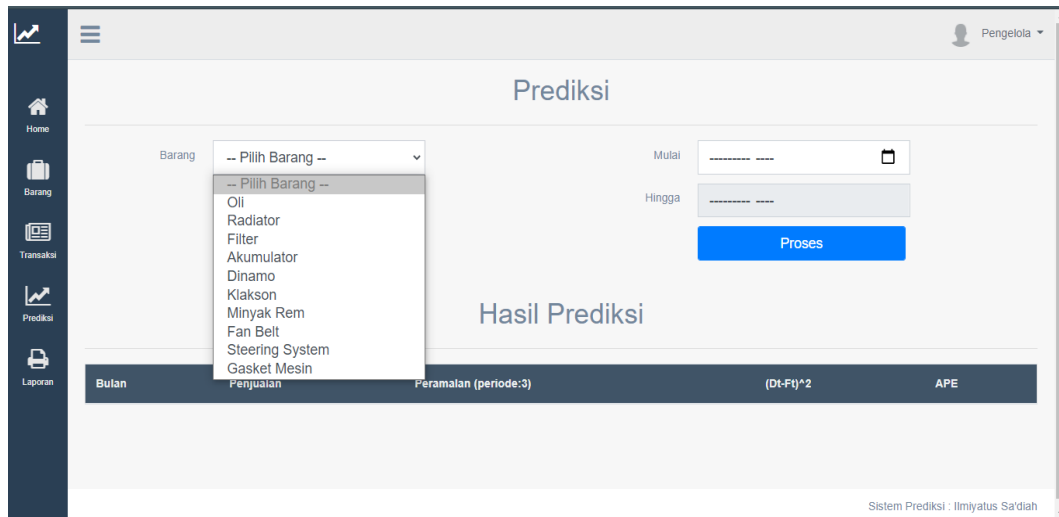 Pengelola
Home
Barang
Transaksi
Prediksi
Laporan
Prediksi
Barang
-- Pilih Barang --
-- Pilih Barang --
Oli
Radiator
Filter
Akumulator
Dinamo
Klakson
Minyak Rem
Fan Belt
Steering System
Gasket Mesin
Mulai
--------- ----
Hingga
--------- ----
Proses
Hasil Prediksi
Bulan Penjualan Peramalan (periode:3) (Dt-Ft)^2 APE
Sistem Prediksi : Ilmiyatus Sa'diah